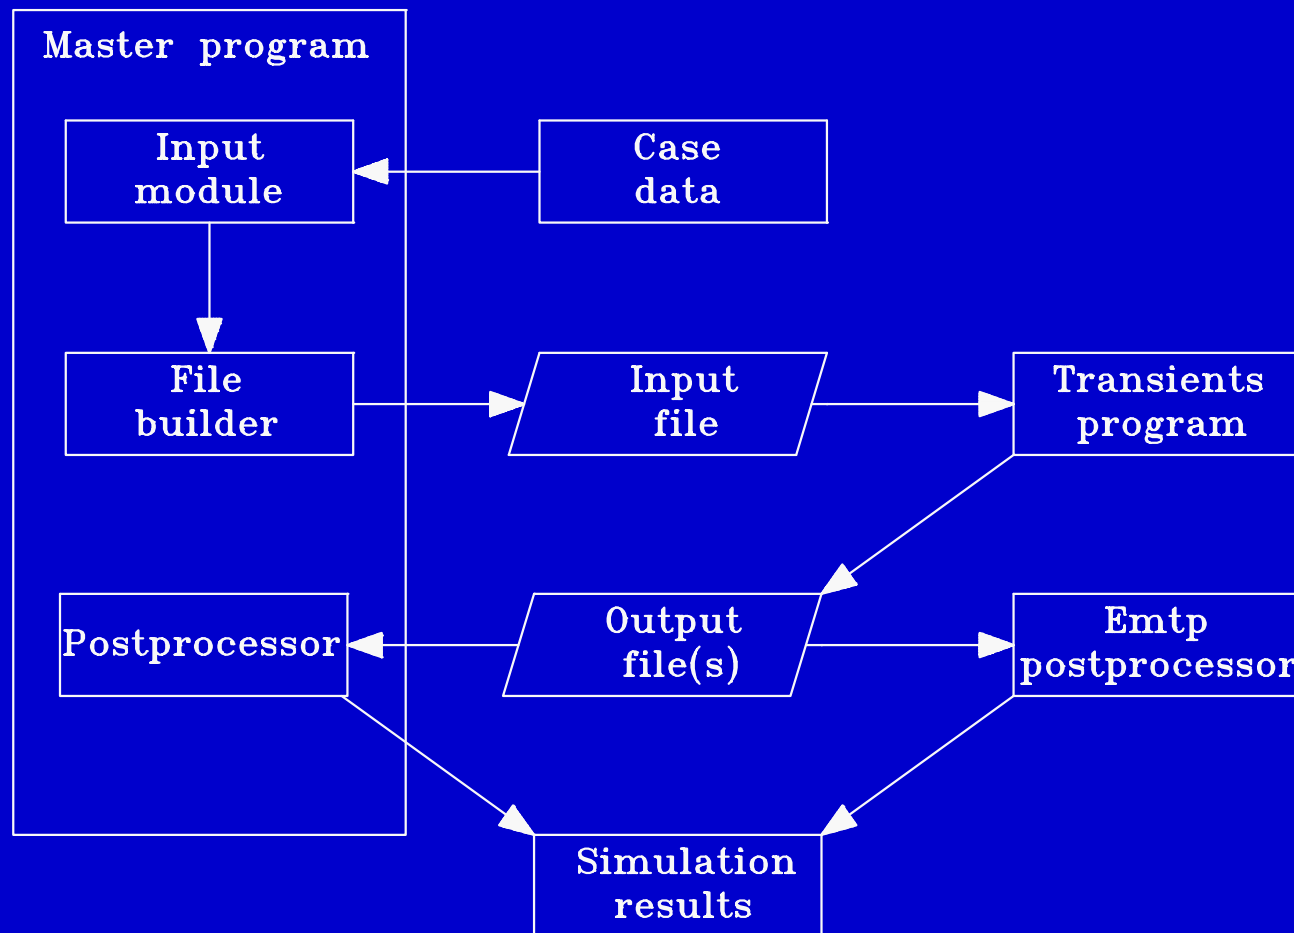 Master program
Input
module
Case
data
File
builder
Input
file
Transients
program
Postprocessor
Output
file(s)
Emtp
postprocessor
Simulation
results